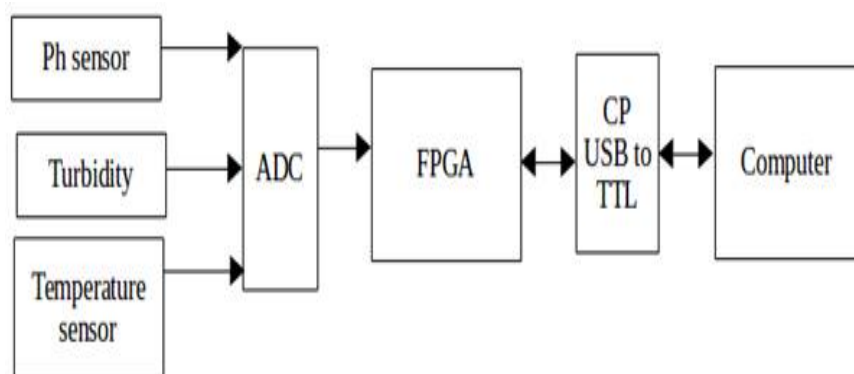 Ph sensor
Turbidity
Temperature
sensor
ADC
FPGA
CP
USB to
TTL
Computer